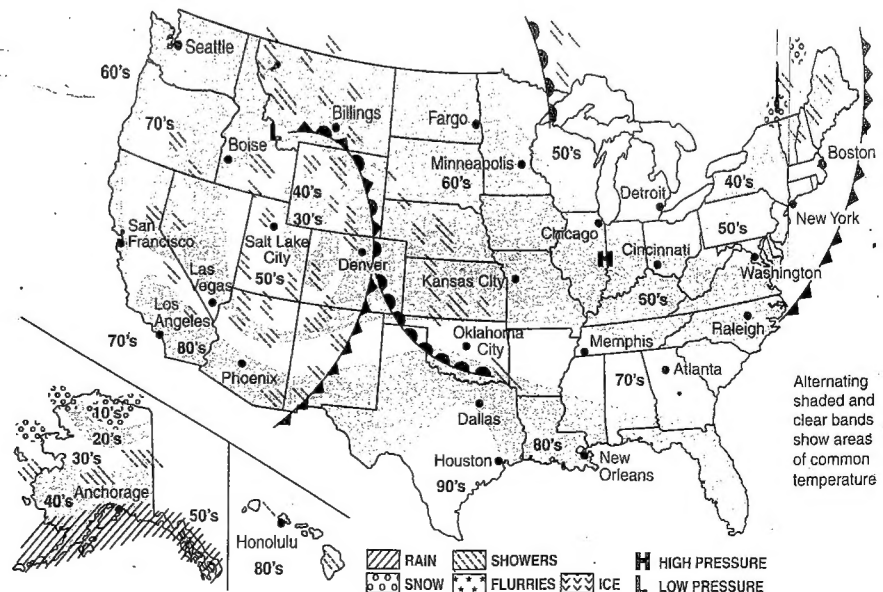 Seattle
60's
70's
Billings
Fargo
50's
Boise
L
Minneapolis
60's
Boston
40's
Detroit
40's
30's
New York
San
Francisco
Salt Lake
City
Chicago
50's
50's
Denver
H
Cincinnati
Washington
Las
Vegas
Kansas City
60's
Los
Angeles
Oklahoma
City
Memphis
Raleigh
70's
80's
Phoenix
70's
Atlanta
Dallas
Alternating
shaded and
clear bands
show areas
of common
temperature
10's
20's
30's
Anchorage
40's
50's
Houston
80's
New
Orleans
90's
Honolulu
80's
RAIN
SHOWERS
H HIGH PRESSURE
SNOW
FLURRIES
ICE
L LOW PRESSURE